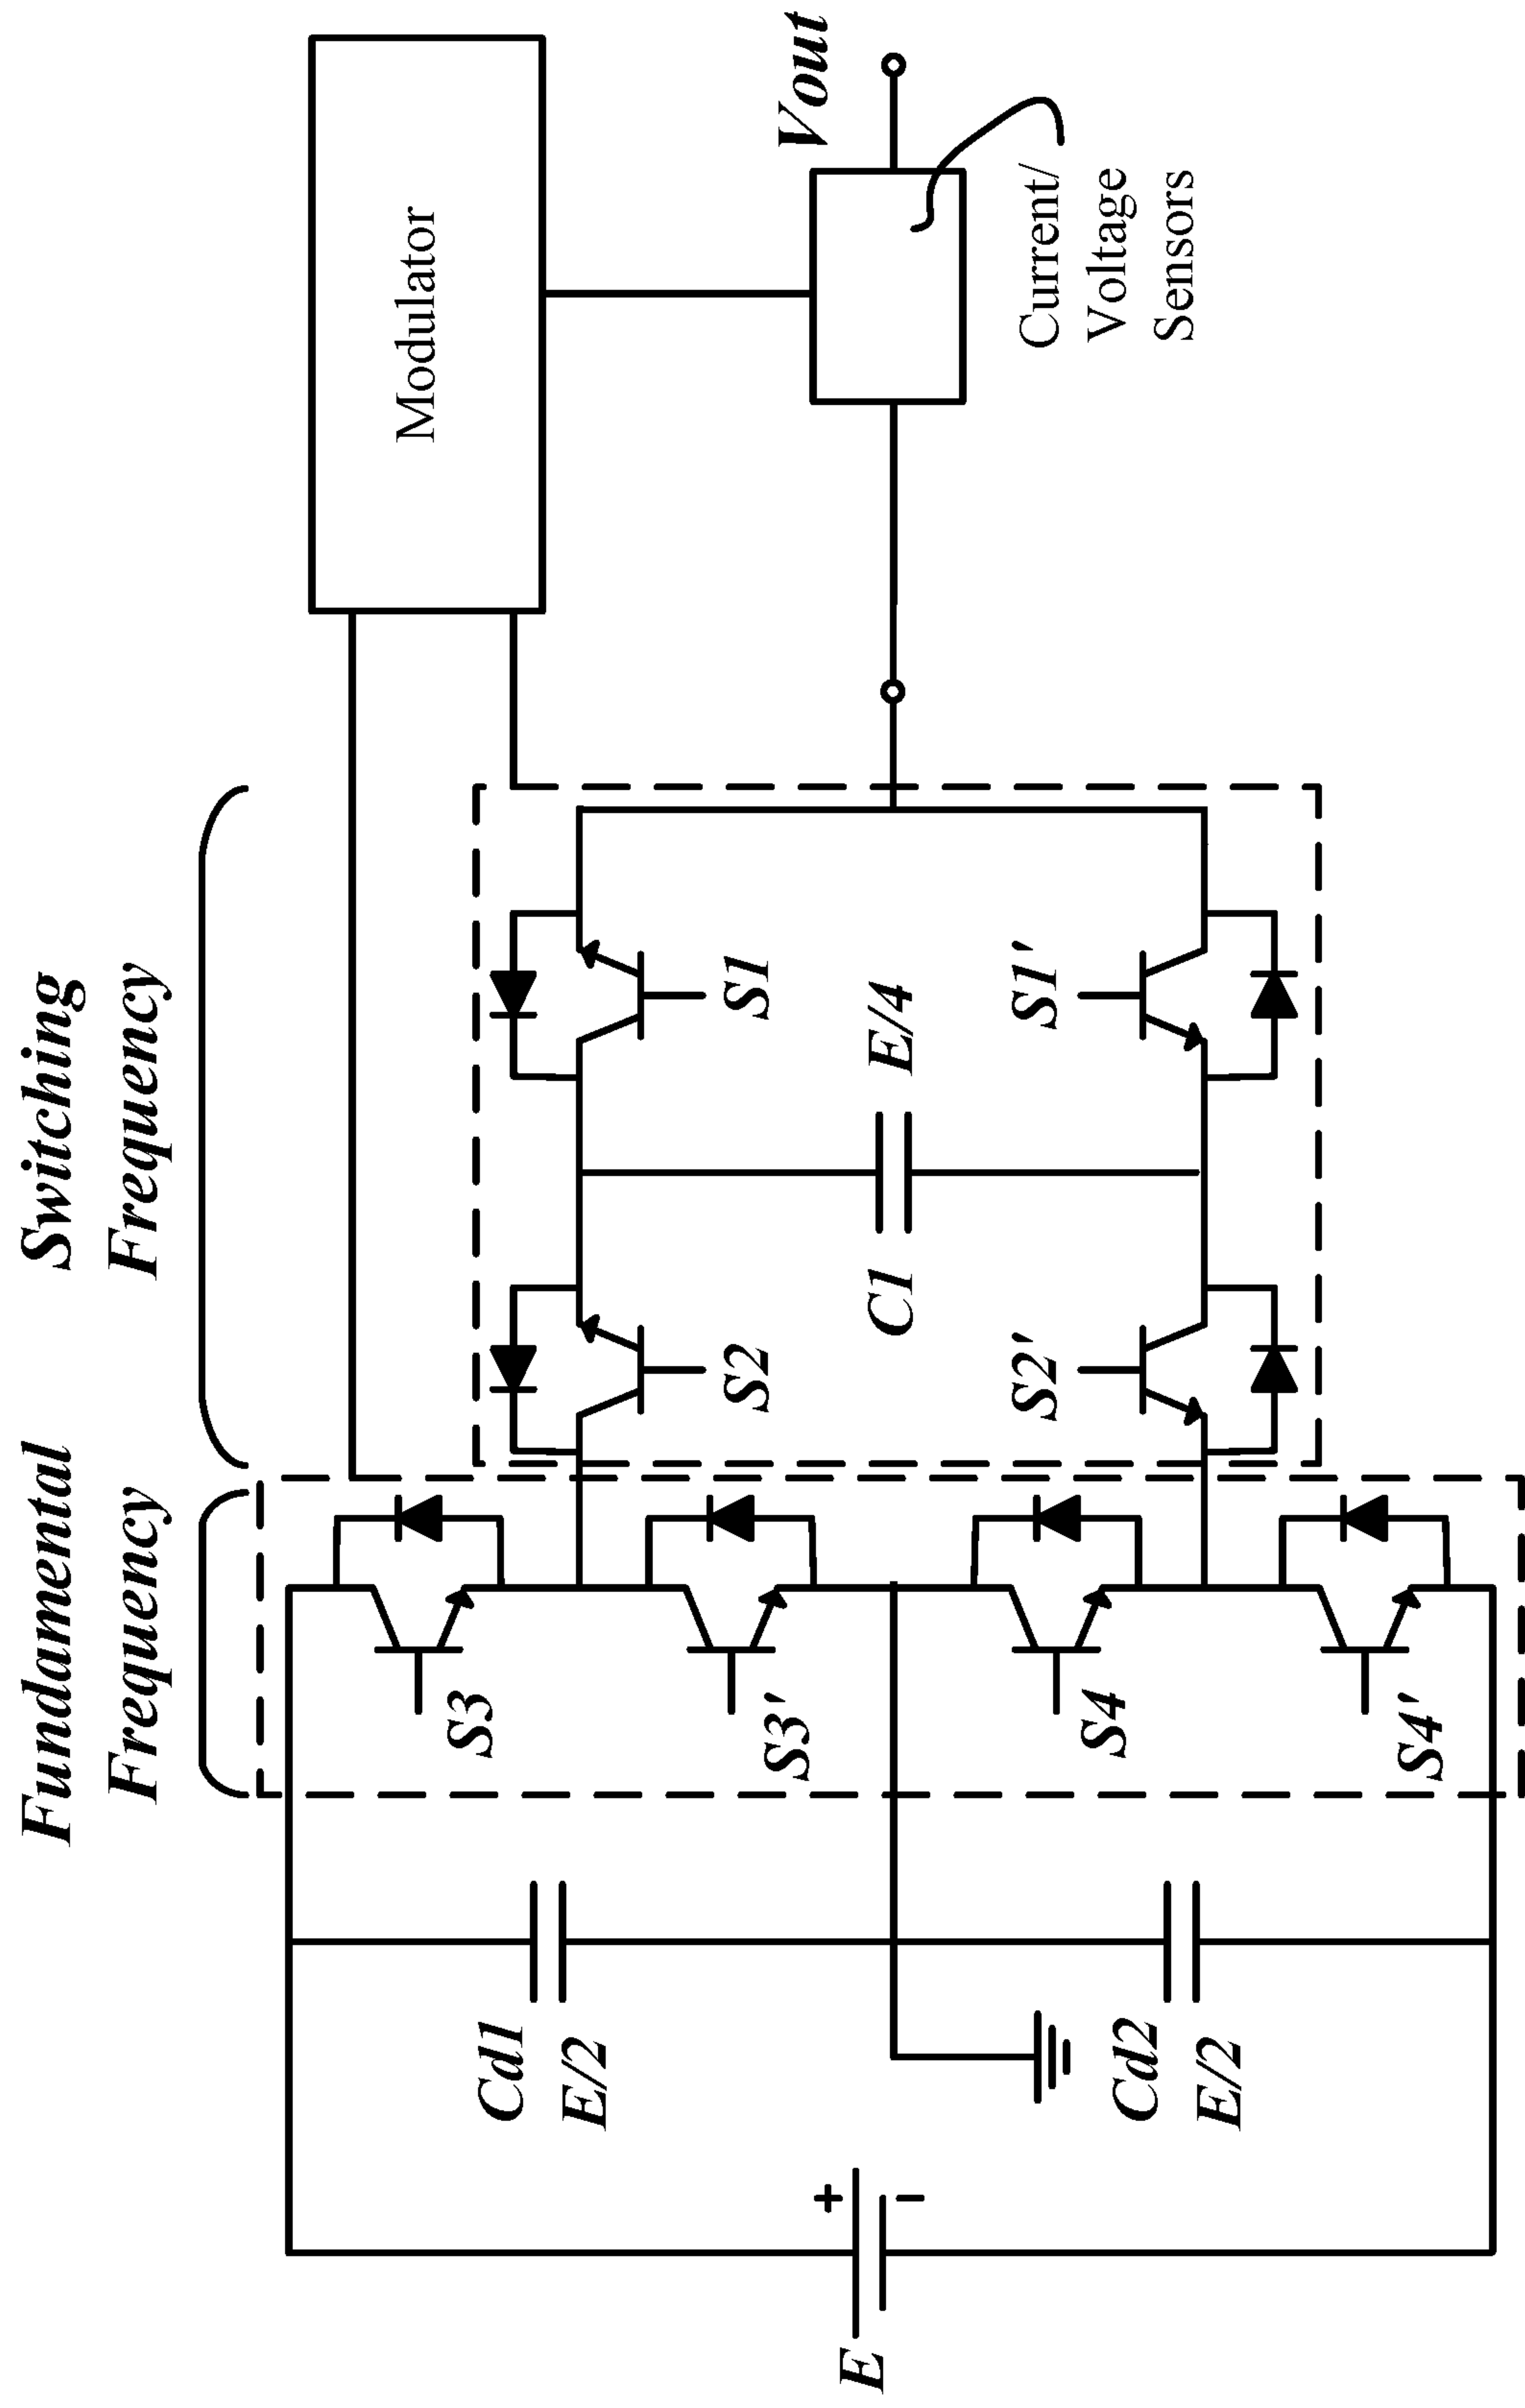 Fundamental
Frequency
Switching
Frequency
Modulator
Vout
Current/
Voltage
Sensors
S3
S3'
S4
S4'
S2
S1
S2'
S1'
C1
E/4
Cd1
E/2
Cd2
E/2
E
+
-